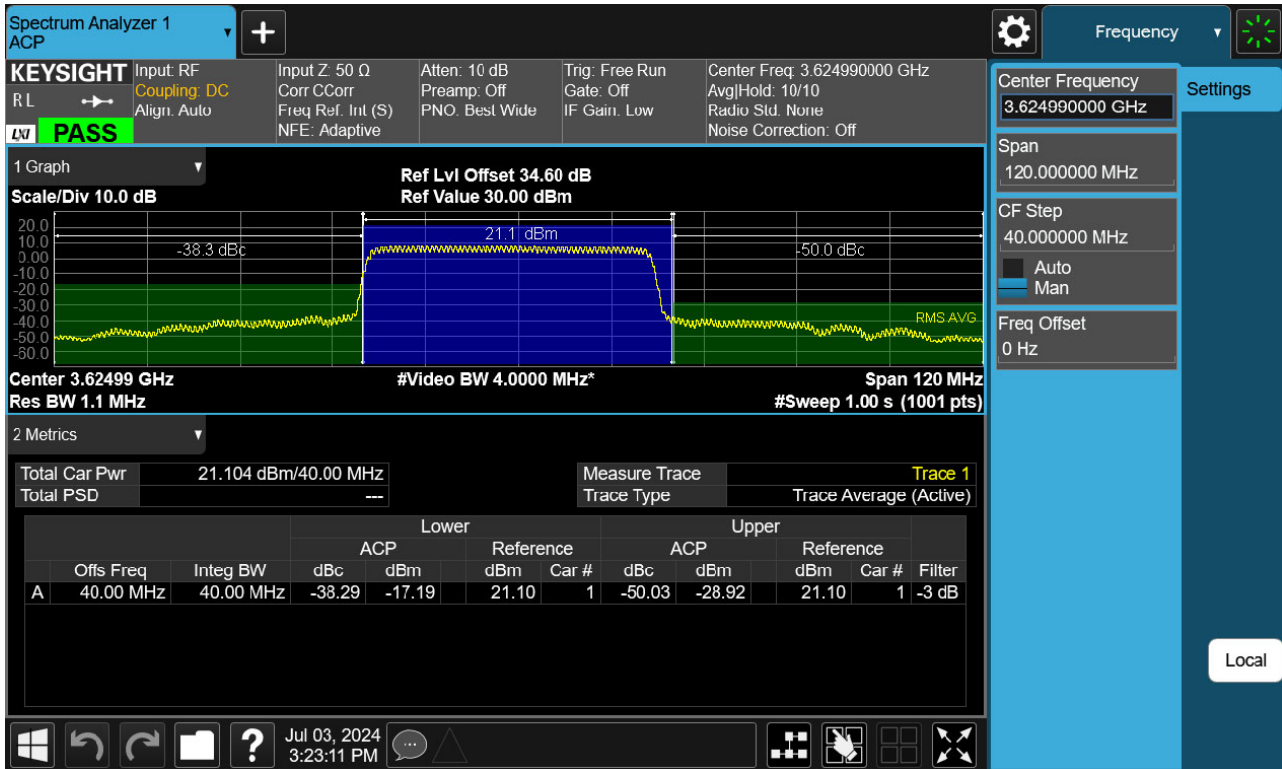 Spectrum Analyzer 1
ACP
Frequency
KEYSIGHT
R L
LXI
PASS
Input: RF
Coupling: DC
Align: Auto
Input Z: 50 Ω
Corr CCorr
Freq Ref: Int (S)
NFE: Adaptive
Atten: 10 dB
Preamp: Off
PNO: Best Wide
Trig: Free Run
Gate: Off
IF Gain: Low
Center Freq: 3.624990000 GHz
Avg|Hold: 10/10
Radio Std: None
Noise Correction: Off
1 Graph
Scale/Div 10.0 dB
Ref Lvl Offset 34.60 dB
Ref Value 30.00 dBm
20.0
10.0
0.00
-10.0
-20.0
-30.0
-40.0
-50.0
-60.0
-38.3 dBc
21.1 dBm
-50.0 dBc
RMS AVG
Center 3.62499 GHz
#Video BW 4.0000 MHz*
Span 120 MHz
Res BW 1.1 MHz
#Sweep 1.00 s (1001 pts)
2 Metrics
Total Car Pwr 21.104 dBm/40.00 MHz
Total PSD ---
Measure Trace Trace 1
Trace Type Trace Average (Active)
Lower Upper
ACP Reference ACP Reference
Offs Freq Integ BW dBc dBm dBm Car # dBc dBm dBm Car # Filter
A 40.00 MHz 40.00 MHz -38.29 -17.19 21.10 1 -50.03 -28.92 21.10 1 -3 dB
Center Frequency
3.624990000 GHz
Span
120.000000 MHz
CF Step
40.000000 MHz
Auto
Man
Freq Offset
0 Hz
Settings
Local
?
Jul 03, 2024
3:23:11 PM